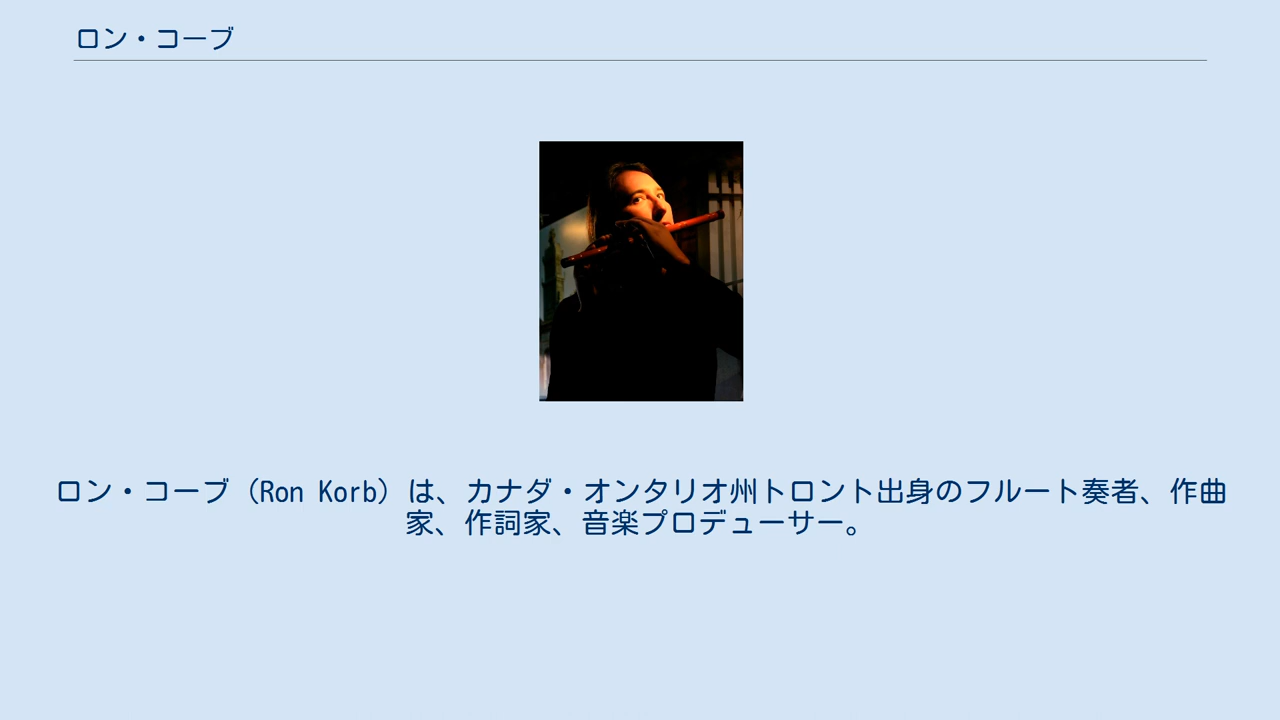 ロン・コーブ
ロン・コーブ（Ron Korb）は、カナダ・オンタリオ州トロント出身のフルート奏者、作曲
家、作詞家、音楽プロデューサー。